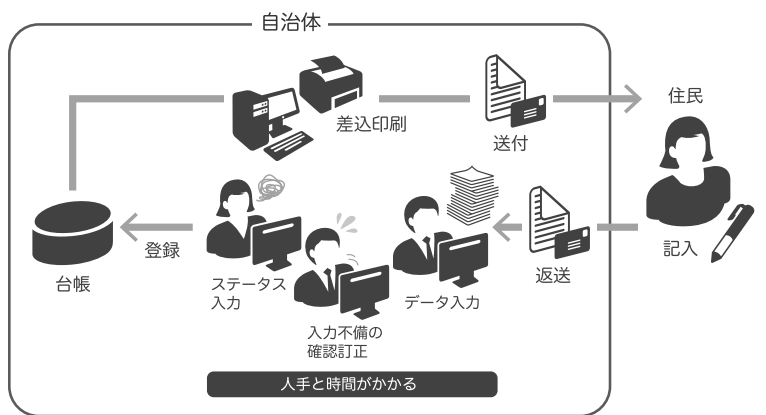 自治体
差込印刷
送付
住民
記入
返送
データ入力
入力不備の
確認訂正
ステータス
入力
登録
台帳
人手と時間がかかる